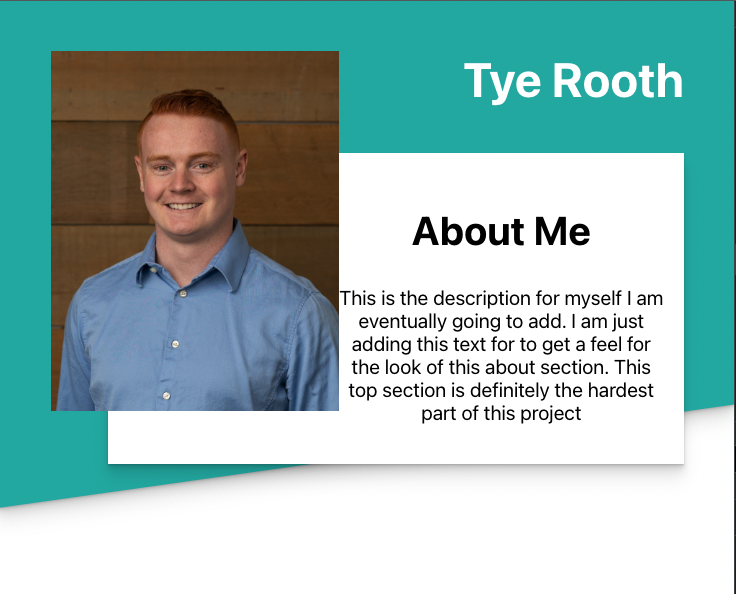 Tye Rooth
About Me
This is the description for myself I am
eventually going to add. I am just
adding this text for to get a feel for
the look of this about section. This
top section is definitely the hardest
part of this project